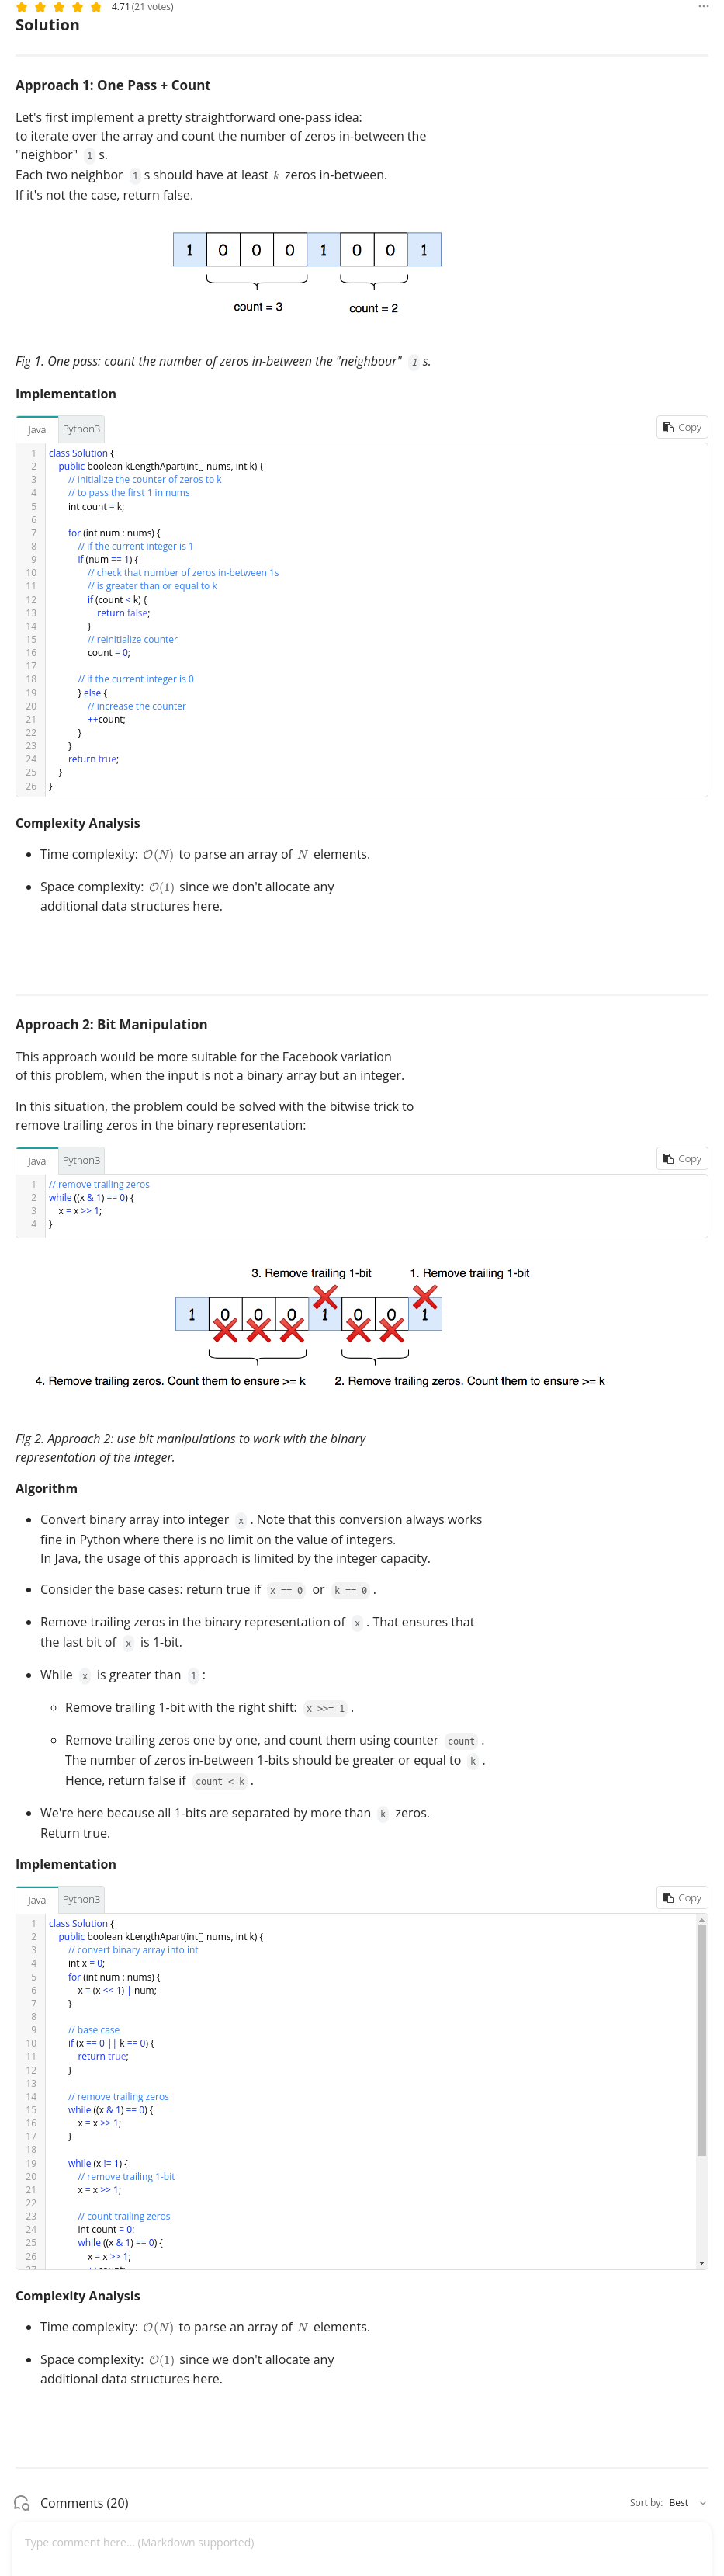 4.71 (21 votes)
Solution
Approach 1: One Pass + Count
Let's first implement a pretty straightforward one-pass idea:
to iterate over the array and count the number of zeros in-between the
"neighbor" 1 s.
Each two neighbor 1 s should have at least k zeros in-between.
If it's not the case, return false.
1 0 0 0 1 0 0 1
count = 3 count = 2
Fig 1. One pass: count the number of zeros in-between the "neighbour" 1 s.
Implementation
Java Python3 Copy
1 class Solution {
2 public boolean kLengthApart(int[] nums, int k) {
3 // initialize the counter of zeros to k
4 // to pass the first 1 in nums
5 int count = k;
6
7 for (int num : nums) {
8 // if the current integer is 1
9 if (num == 1) {
10 // check that number of zeros in-between 1s
11 // is greater than or equal to k
12 if (count < k) {
13 return false;
14 }
15 // reinitialize counter
16 count = 0;
17
18 // if the current integer is 0
19 } else {
20 // increase the counter
21 ++count;
22 }
23 }
24 return true;
25 }
26 }
Complexity Analysis
• Time complexity: O(N) to parse an array of N elements.
• Space complexity: O(1) since we don't allocate any
additional data structures here.
Approach 2: Bit Manipulation
This approach would be more suitable for the Facebook variation
of this problem, when the input is not a binary array but an integer.
In this situation, the problem could be solved with the bitwise trick to
remove trailing zeros in the binary representation:
Java Python3 Copy
1 // remove trailing zeros
2 while ((x & 1) == 0) {
3 x = x >> 1;
4 }
3. Remove trailing 1-bit 1. Remove trailing 1-bit
1 0 0 0 1 0 0 1
4. Remove trailing zeros. Count them to ensure >= k 2. Remove trailing zeros. Count them to ensure >= k
Fig 2. Approach 2: use bit manipulations to work with the binary
representation of the integer.
Algorithm
• Convert binary array into integer x . Note that this conversion always works
fine in Python where there is no limit on the value of integers.
In Java, the usage of this approach is limited by the integer capacity.
• Consider the base cases: return true if x == 0 or k == 0 .
• Remove trailing zeros in the binary representation of x . That ensures that
the last bit of x is 1-bit.
• While x is greater than 1 :
◦ Remove trailing 1-bit with the right shift: x >>= 1 .
◦ Remove trailing zeros one by one, and count them using counter count .
The number of zeros in-between 1-bits should be greater or equal to k .
Hence, return false if count < k .
• We're here because all 1-bits are separated by more than k zeros.
Return true.
Implementation
Java Python3 Copy
1 class Solution {
2 public boolean kLengthApart(int[] nums, int k) {
3 // convert binary array into int
4 int x = 0;
5 for (int num : nums) {
6 x = (x << 1) | num;
7 }
8
9 // base case
10 if (x == 0 || k == 0) {
11 return true;
12 }
13
14 // remove trailing zeros
15 while ((x & 1) == 0) {
16 x = x >> 1;
17 }
18
19 while (x != 1) {
20 // remove trailing 1-bit
21 x = x >> 1;
22
23 // count trailing zeros
24 int count = 0;
25 while ((x & 1) == 0) {
26 x = x >> 1;
27 ++count;
Complexity Analysis
• Time complexity: O(N) to parse an array of N elements.
• Space complexity: O(1) since we don't allocate any
additional data structures here.
Comments (20) Sort by: Best
Type comment here... (Markdown supported)